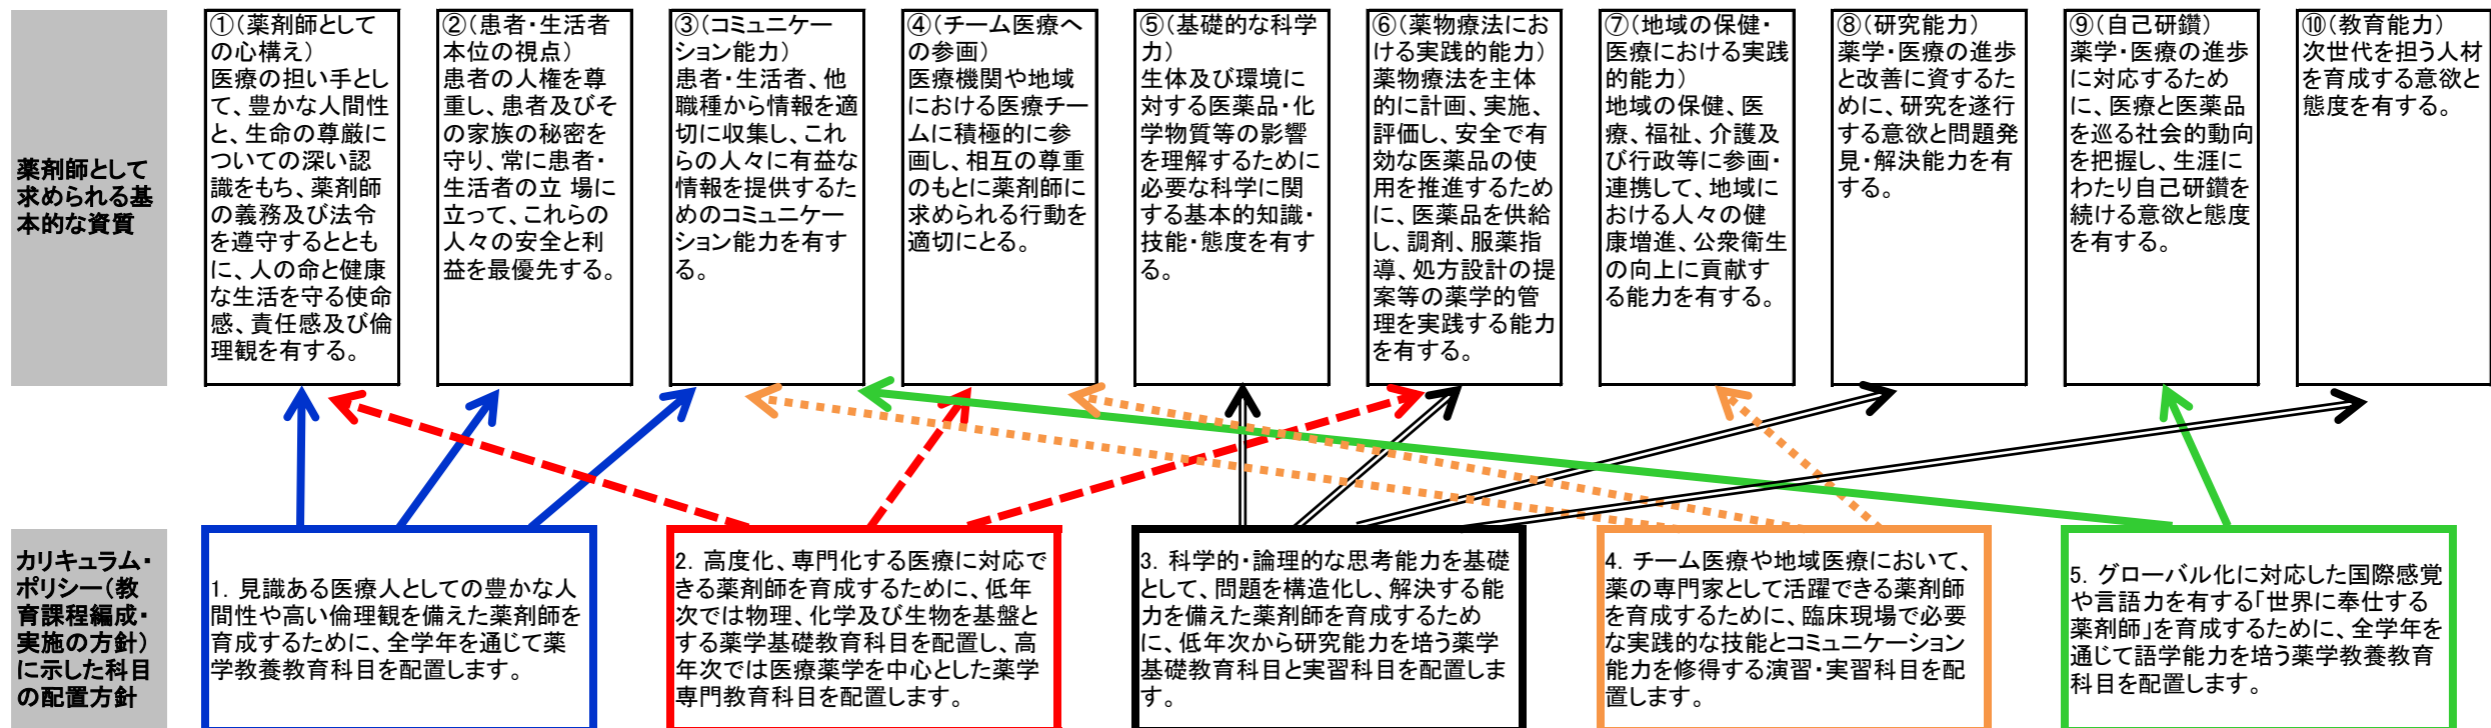 薬剤師として
求められる基
本的な資質
①(薬剤師として
の心構え)
医療の担い手とし
て、豊かな人間性
と、生命の尊厳に
ついての深い認
識をもち、薬剤師
の義務及び法令
を遵守するととも
に、人の命と健康
な生活を守る使命
感、責任感及び倫
理観を有する。
②(患者・生活者
本位の視点)
患者の人権を尊
重し、患者及びそ
の家族の秘密を
守り、常に患者・
生活者の立 場に
立って、これらの
人々の安全と利
益を最優先する。
③(コミュニケー
ション能力)
患者・生活者、他
職種から情報を適
切に収集し、これ
らの人々に有益な
情報を提供するた
めのコミュニケー
ション能力を有す
る。
④(チーム医療へ
の参画)
医療機関や地域
における医療チー
ムに積極的に参
画し、相互の尊重
のもとに薬剤師に
求められる行動を
適切にとる。
⑤(基礎的な科学
力)
生体及び環境に
対する医薬品・化
学物質等の影響
を理解するために
必要な科学に関
する基本的知識・
技能・態度を有す
る。
⑥(薬物療法にお
ける実践的能力)
薬物療法を主体
的に計画、実施、
評価し、安全で有
効な医薬品の使
用を推進するため
に、医薬品を供給
し、調剤、服薬指
導、処方設計の提
案等の薬学的管
理を実践する能力
を有する。
⑦(地域の保健・
医療における実践
的能力)
地域の保健、医
療、福祉、介護及
び行政等に参画・
連携して、地域に
おける人々の健
康増進、公衆衛生
の向上に貢献す
る能力を有する。
⑧(研究能力)
薬学・医療の進歩
と改善に資するた
めに、研究を遂行
する意欲と問題発
見・解決能力を有
する。
⑨(自己研鑽)
薬学・医療の進歩
に対応するため
に、医療と医薬品
を巡る社会的動向
を把握し、生涯に
わたり自己研鑽を
続ける意欲と態度
を有する。
⑩(教育能力)
次世代を担う人材
を育成する意欲と
態度を有する。
カリキュラム・
ポリシー(教
育課程編成・
実施の方針)
に示した科目
の配置方針
1. 見識ある医療人としての豊かな人
間性や高い倫理観を備えた薬剤師を
育成するために、全学年を通じて薬
学教養教育科目を配置します。
2. 高度化、専門化する医療に対応で
きる薬剤師を育成するために、低年
次では物理、化学及び生物を基盤と
する薬学基礎教育科目を配置し、高
年次では医療薬学を中心とした薬学
専門教育科目を配置します。
3. 科学的・論理的な思考能力を基礎
として、問題を構造化し、解決する能
力を備えた薬剤師を育成するため
に、低年次から研究能力を培う薬学
基礎教育科目と実習科目を配置しま
す。
4. チーム医療や地域医療において、
薬の専門家として活躍できる薬剤師
を育成するために、臨床現場で必要
な実践的な技能とコミュニケーション
能力を修得する演習・実習科目を配
置します。
5. グローバル化に対応した国際感覚
や言語力を有する「世界に奉仕する
薬剤師」を育成するために、全学年を
通じて語学能力を培う薬学教養教育
科目を配置します。